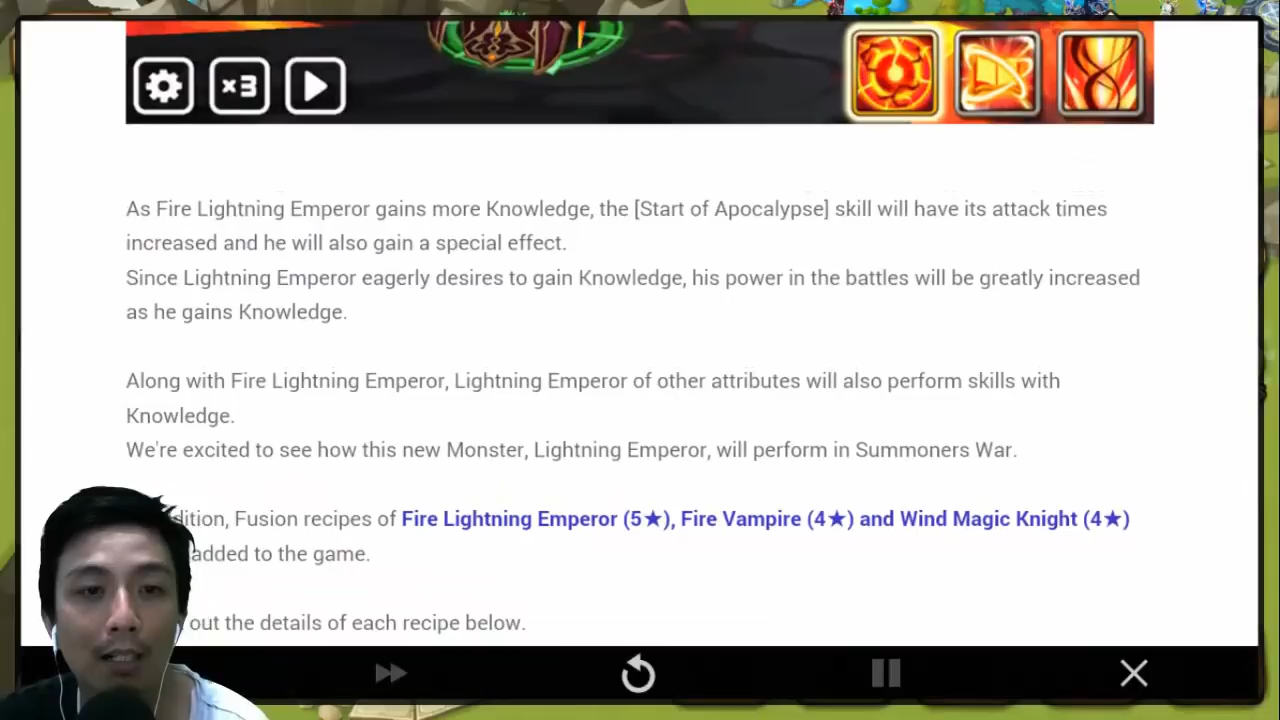 x3
As Fire Lightning Emperor gains more Knowledge, the [Start of Apocalypse] skill will have its attack times
increased and he will also gain a special effect.
Since Lightning Emperor eagerly desires to gain Knowledge, his power in the battles will be greatly increased
as he gains Knowledge.
Along with Fire Lightning Emperor, Lightning Emperor of other attributes will also perform skills with
Knowledge.
We're excited to see how this new Monster, Lightning Emperor, will perform in Summoners War.
dition, Fusion recipes of Fire Lightning Emperor (5★), Fire Vampire (4★) and Wind Magic Knight (4★)
added to the game.
out the details of each recipe below.